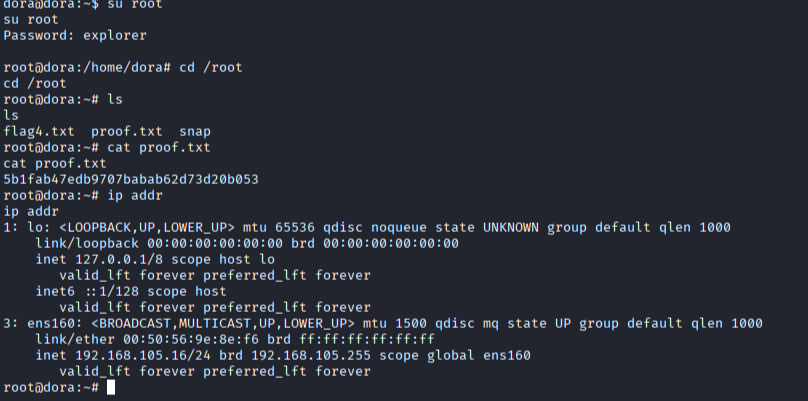 dora@dora:~$ su root
su root
Password: explorer
root@dora:/home/dora# cd /root
cd /root
root@dora:~# ls
ls
flag4.txt  proof.txt  snap
root@dora:~# cat proof.txt
cat proof.txt
5b1fab47edb9707babab62d73d20b053
root@dora:~# ip addr
ip addr
1: lo: <LOOPBACK,UP,LOWER_UP> mtu 65536 qdisc noqueue state UNKNOWN group default qlen 1000
    link/loopback 00:00:00:00:00:00 brd 00:00:00:00:00:00
    inet 127.0.0.1/8 scope host lo
       valid_lft forever preferred_lft forever
    inet6 ::1/128 scope host
       valid_lft forever preferred_lft forever
3: ens160: <BROADCAST,MULTICAST,UP,LOWER_UP> mtu 1500 qdisc mq state UP group default qlen 1000
    link/ether 00:50:56:9e:8e:f6 brd ff:ff:ff:ff:ff:ff
    inet 192.168.105.16/24 brd 192.168.105.255 scope global ens160
       valid_lft forever preferred_lft forever
root@dora:~#